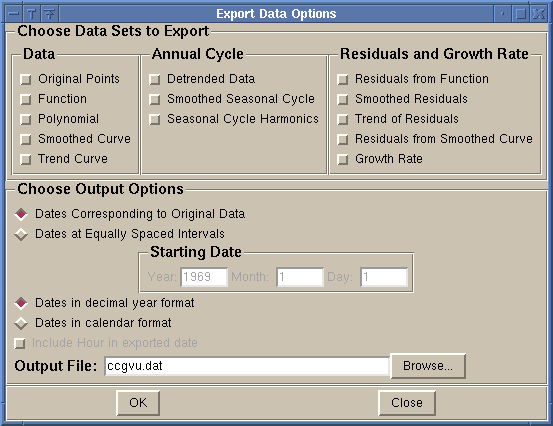 Export Data Options
Choose Data Sets to Export
Data
Original Points
Function
Polynomial
Smoothed Curve
Trend Curve
Annual Cycle
Detrended Data
Smoothed Seasonal Cycle
Seasonal Cycle Harmonics
Residuals and Growth Rate
Residuals from Function
Smoothed Residuals
Trend of Residuals
Residuals from Smoothed Curve
Growth Rate
Choose Output Options
Dates Corresponding to Original Data
Dates at Equally Spaced Intervals
Starting Date
Year: 1969 Month: 1 Day: 1
Dates in decimal year format
Dates in calendar format
Include Hour in exported date
Output File: ccgvu.dat Browse...
OK Close